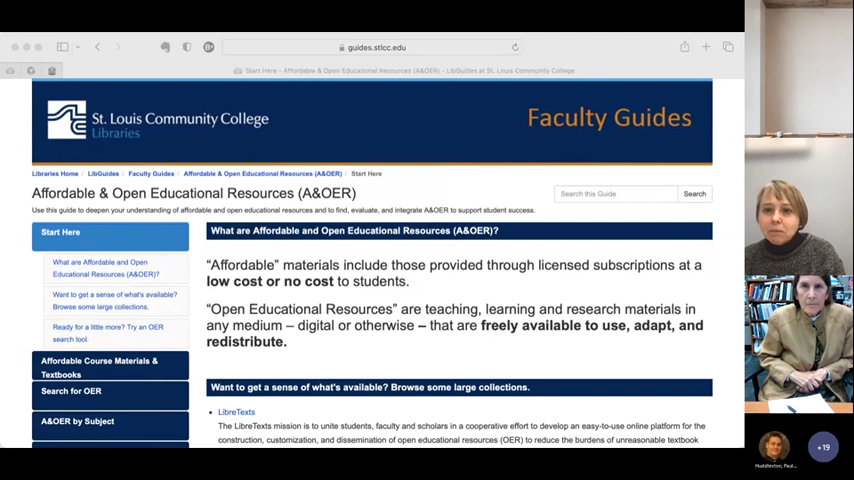 guides.stlcc.edu
Start Here - Affordable & Open Educational Resources (A&OER) - LibGuides at St. Louis Community College
St. Louis Community College
Libraries
Faculty Guides
Libraries Home / LibGuides / Faculty Guides / Affordable & Open Educational Resources (A&OER) / Start Here
Affordable & Open Educational Resources (A&OER)
Search this Guide
Search
Use this guide to deepen your understanding of affordable and open educational resources and to find, evaluate, and integrate A&OER to support student success.
Start Here
What are Affordable and Open
Educational Resources (A&OER)?
Want to get a sense of what's available?
Browse some large collections.
Ready for a little more? Try an OER
search tool.
Affordable Course Materials &
Textbooks
Search for OER
A&OER by Subject
What are Affordable and Open Educational Resources (A&OER)?
“Affordable” materials include those provided through licensed subscriptions at a
low cost or no cost to students.
“Open Educational Resources” are teaching, learning and research materials in
any medium – digital or otherwise – that are freely available to use, adapt, and
redistribute.
Want to get a sense of what's available? Browse some large collections.
LibreTexts
The LibreTexts mission is to unite students, faculty and scholars in a cooperative effort to develop an easy-to-use online platform for the
construction, customization, and dissemination of open educational resources (OER) to reduce the burdens of unreasonable textbook
Huddleston, Paul...
+19